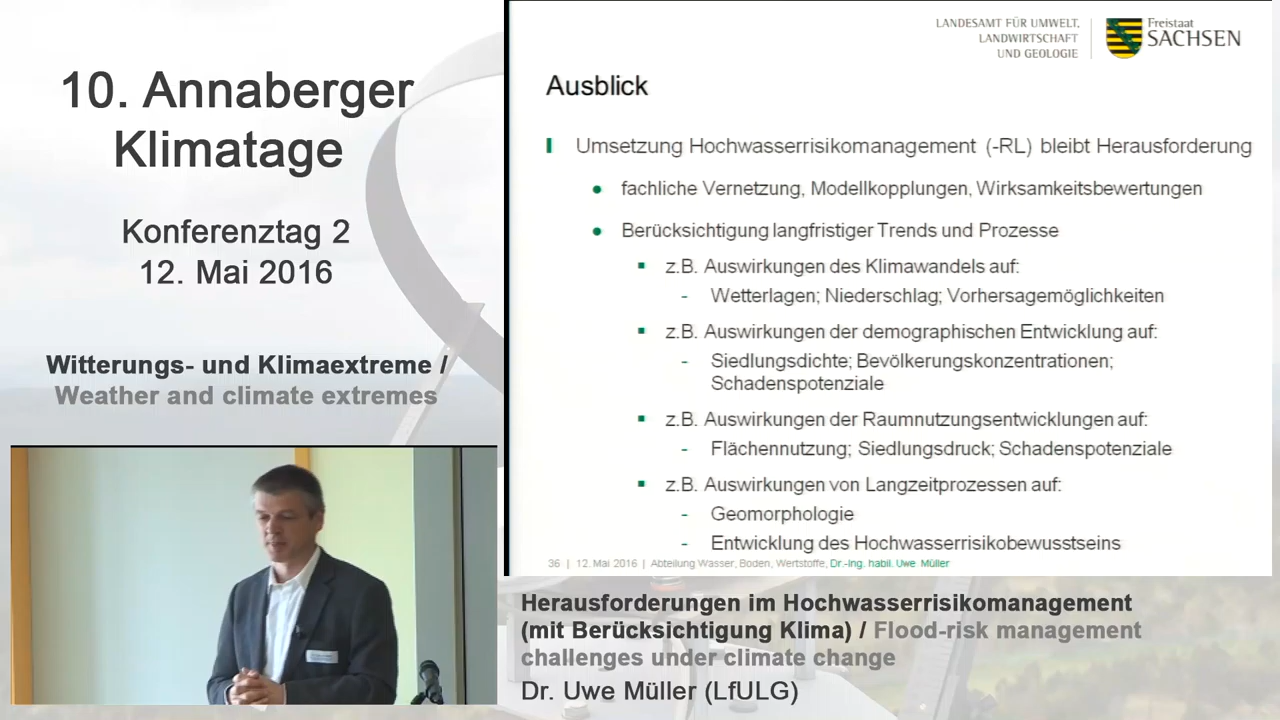 10. Annaberger
Klimatage
Konferenztag 2
12. Mai 2016
Witterungs- und Klimaextreme /
Weather and climate extremes
LANDESAMT FÜR UMWELT,
LANDWIRTSCHAFT
UND GEOLOGIE
Freistaat
SACHSEN
Ausblick
Umsetzung Hochwasserrisikomanagement (-RL) bleibt Herausforderung
● fachliche Vernetzung, Modellkopplungen, Wirksamkeitsbewertungen
● Berücksichtigung langfristiger Trends und Prozesse
▪ z.B. Auswirkungen des Klimawandels auf:
- Wetterlagen; Niederschlag; Vorhersagemöglichkeiten
▪ z.B. Auswirkungen der demographischen Entwicklung auf:
- Siedlungsdichte; Bevölkerungskonzentrationen;
Schadenspotenziale
▪ z.B. Auswirkungen der Raumnutzungsentwicklungen auf:
- Flächennutzung; Siedlungsdruck; Schadenspotenziale
▪ z.B. Auswirkungen von Langzeitprozessen auf:
- Geomorphologie
- Entwicklung des Hochwasserrisikobewusstseins
36 | 12. Mai 2016 | Abteilung Wasser, Boden, Wertstoffe, Dr.-Ing. habil. Uwe Müller
Herausforderungen im Hochwasserrisikomanagement
(mit Berücksichtigung Klima) / Flood-risk management
challenges under climate change
Dr. Uwe Müller (LfULG)